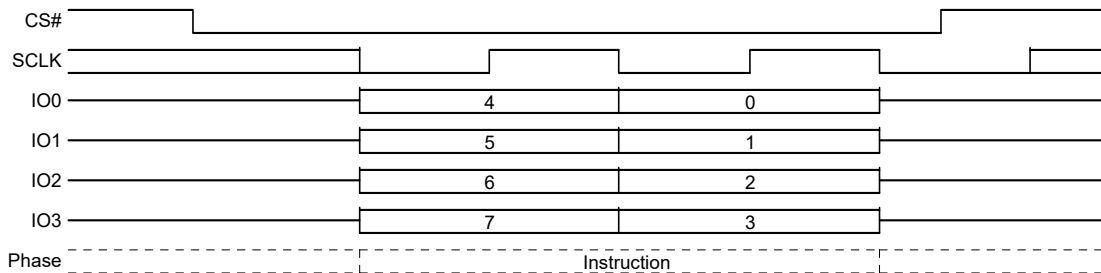 CS#
SCLK
IO0 4 0
IO1 5 1
IO2 6 2
IO3 7 3
Phase Instruction